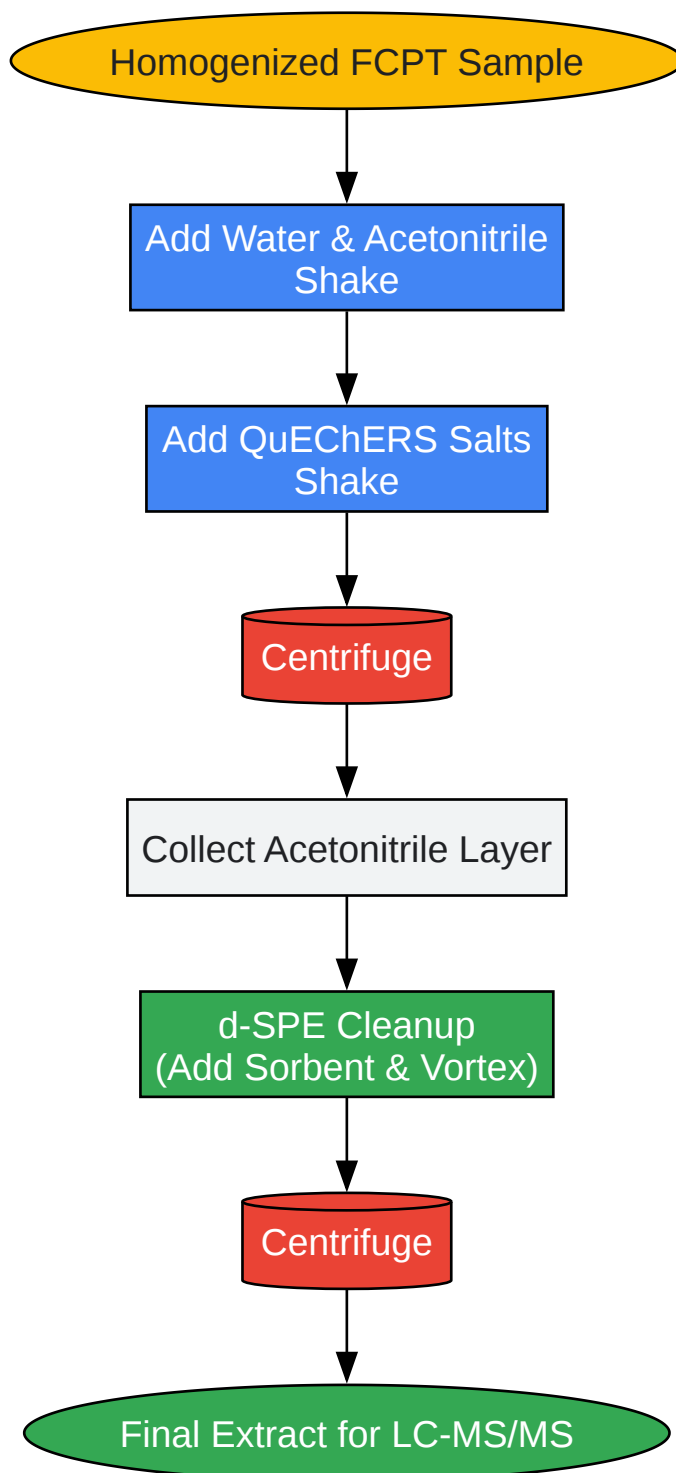 Homogenized FCPT Sample
Add Water & Acetonitrile
Shake
Add QuEChERS Salts
Shake
Centrifuge
Collect Acetonitrile Layer
d-SPE Cleanup
(Add Sorbent & Vortex)
Centrifuge
Final Extract for LC-MS/MS